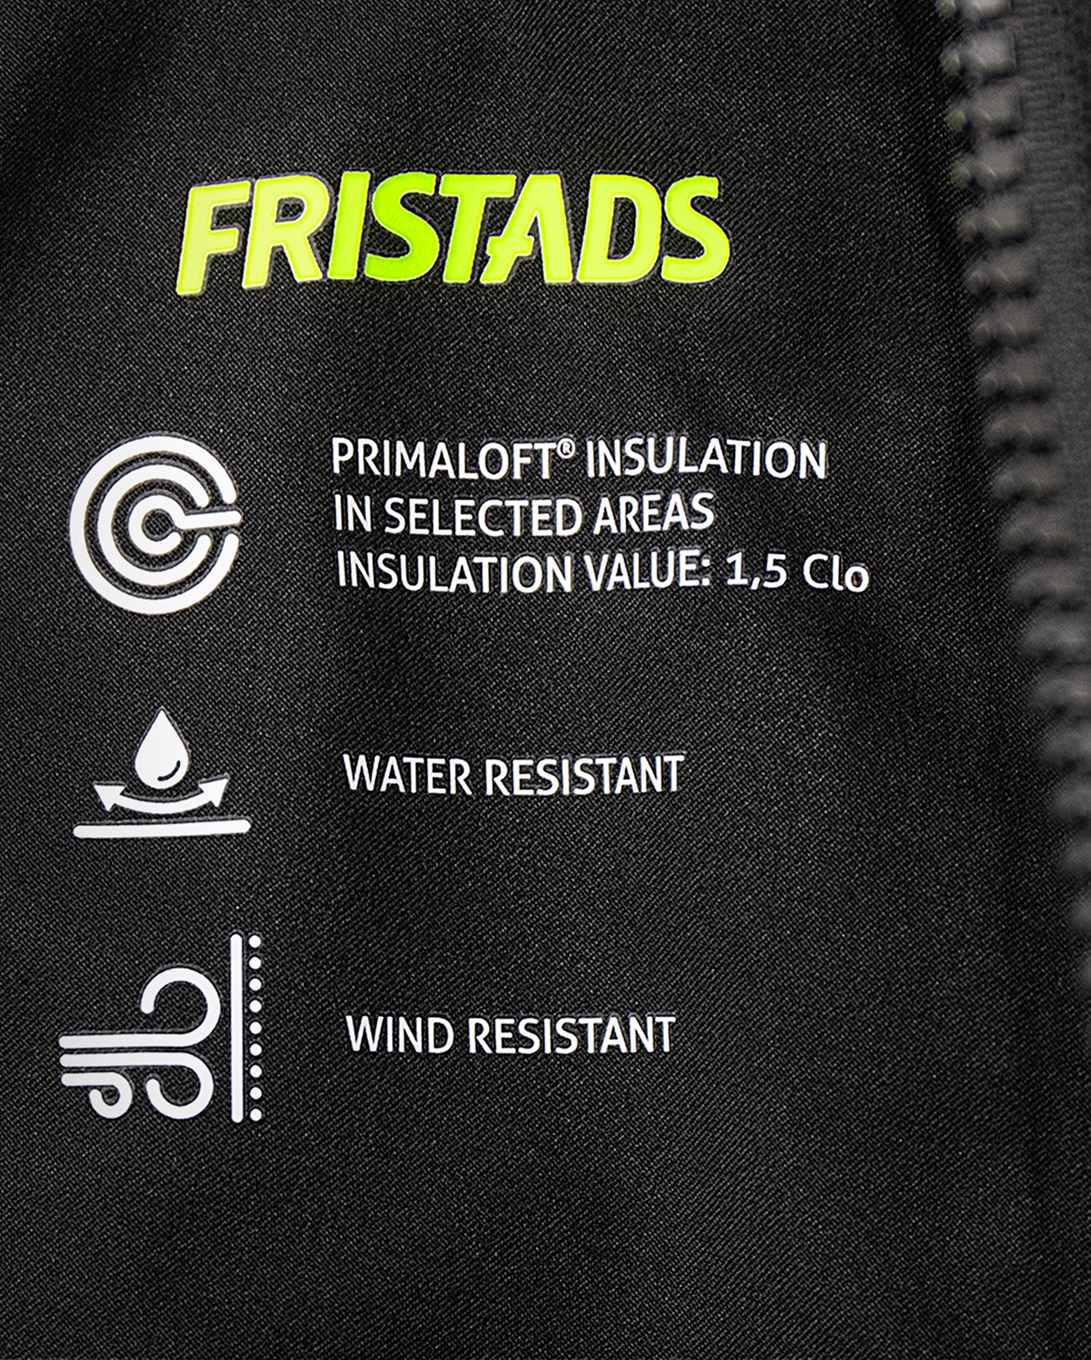 FRISTADS
PRIMALOFT® INSULATION
IN SELECTED AREAS
INSULATION VALUE: 1,5 Clo
WATER RESISTANT
WIND RESISTANT